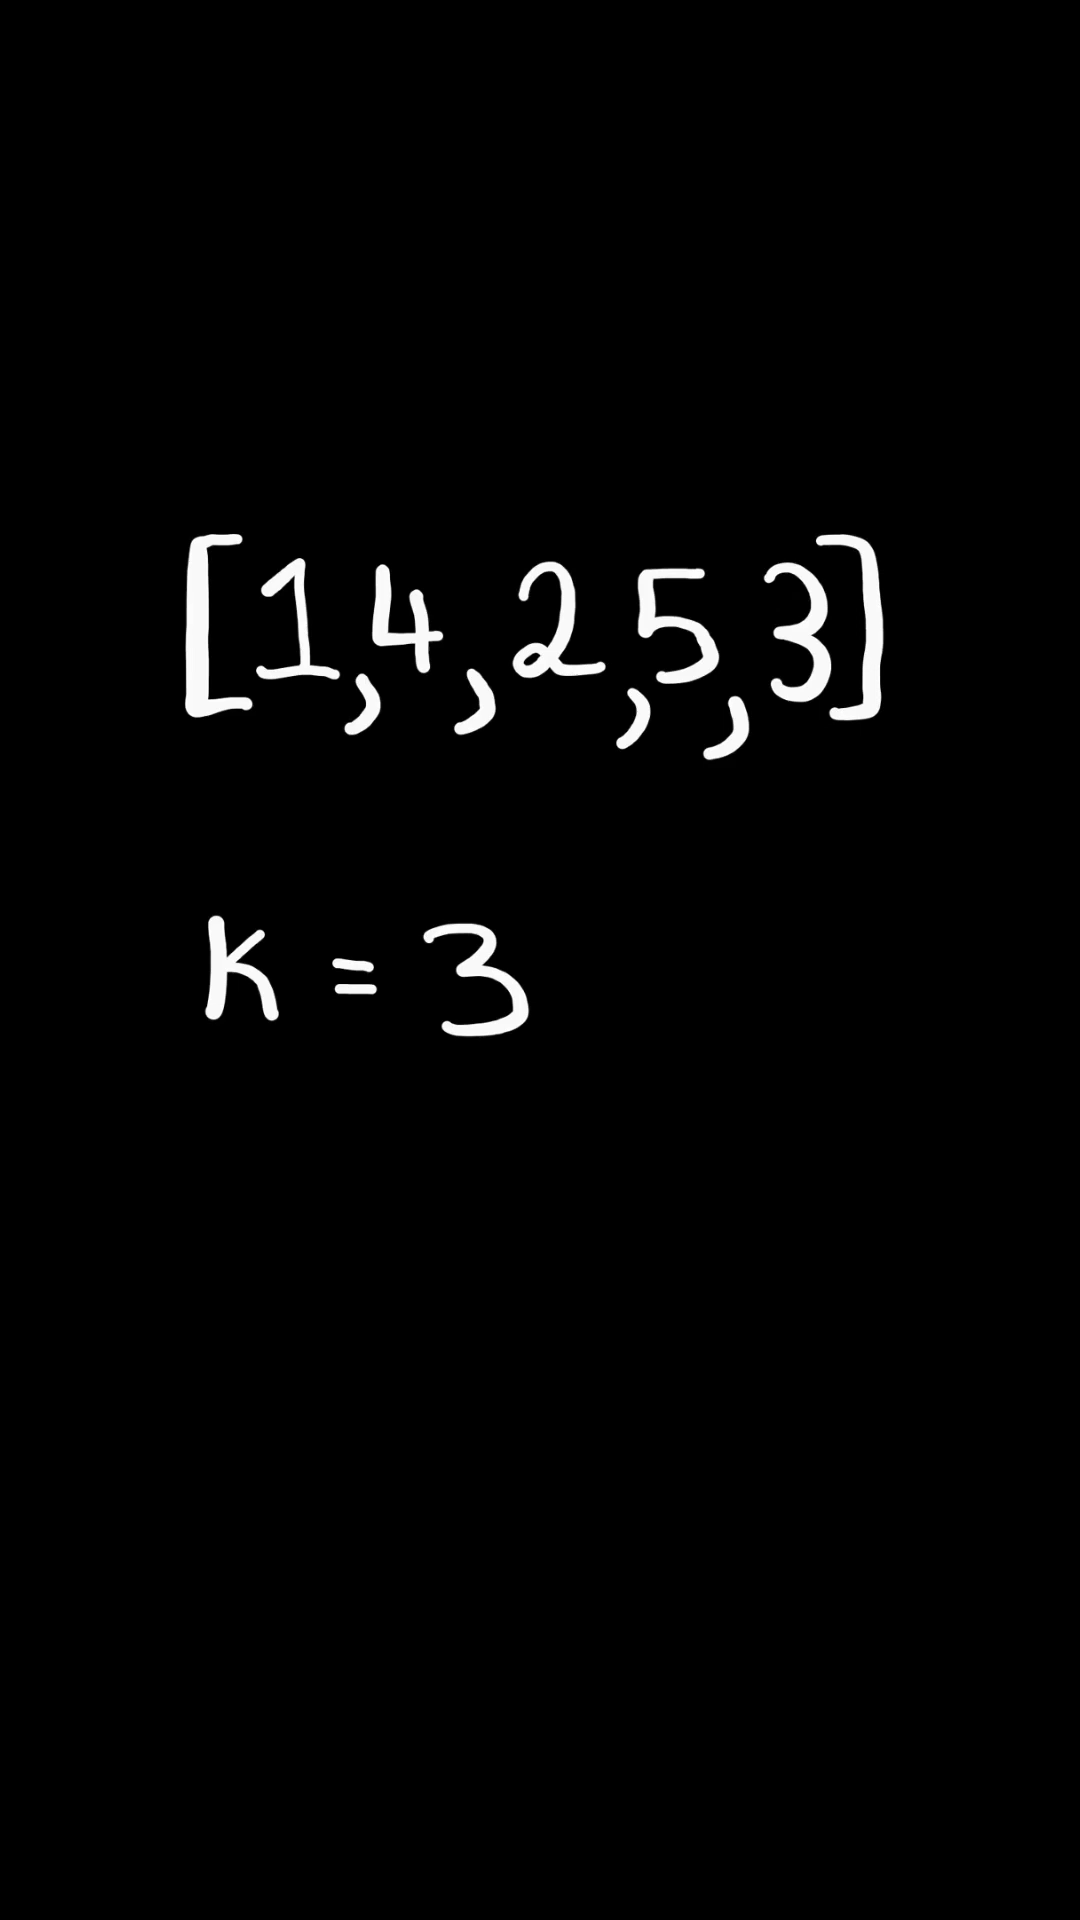 [1,4,2,5,3]
K = 3